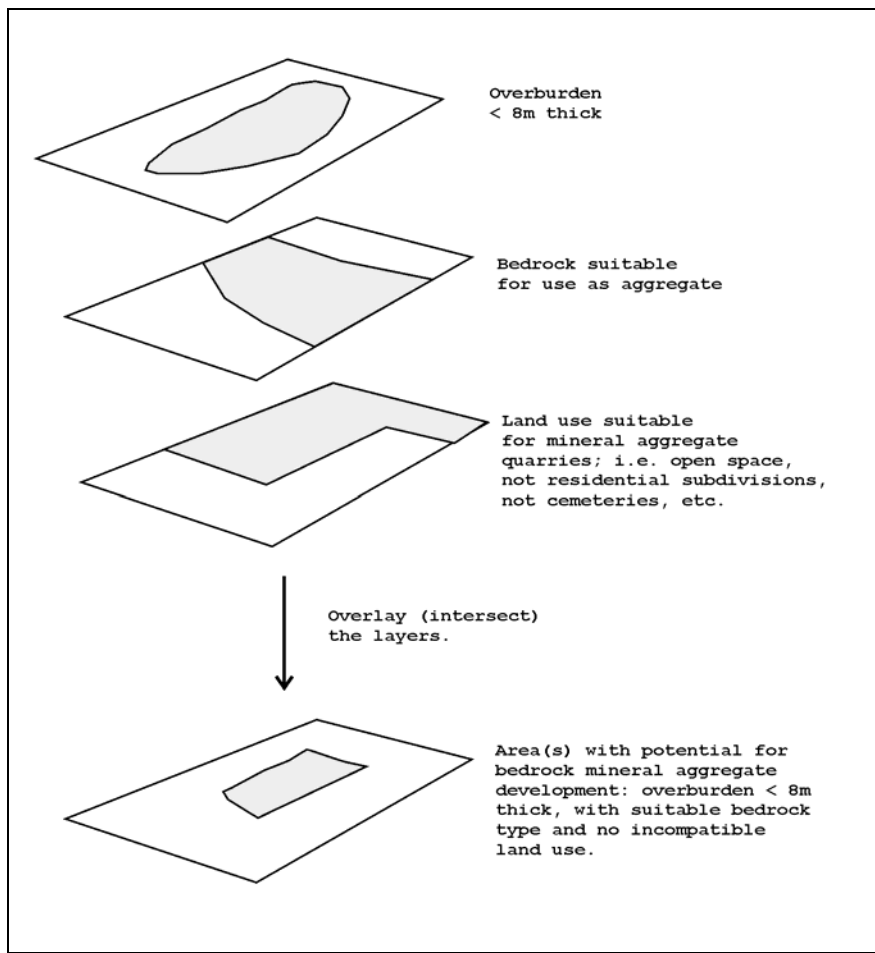 Overburden
< 8m thick
Bedrock suitable
for use as aggregate
Land use suitable
for mineral aggregate
quarries; i.e. open space,
not residential subdivisions,
not cemeteries, etc.
Overlay (intersect)
the layers.
Area(s) with potential for
bedrock mineral aggregate
development: overburden < 8m
thick, with suitable bedrock
type and no incompatible
land use.